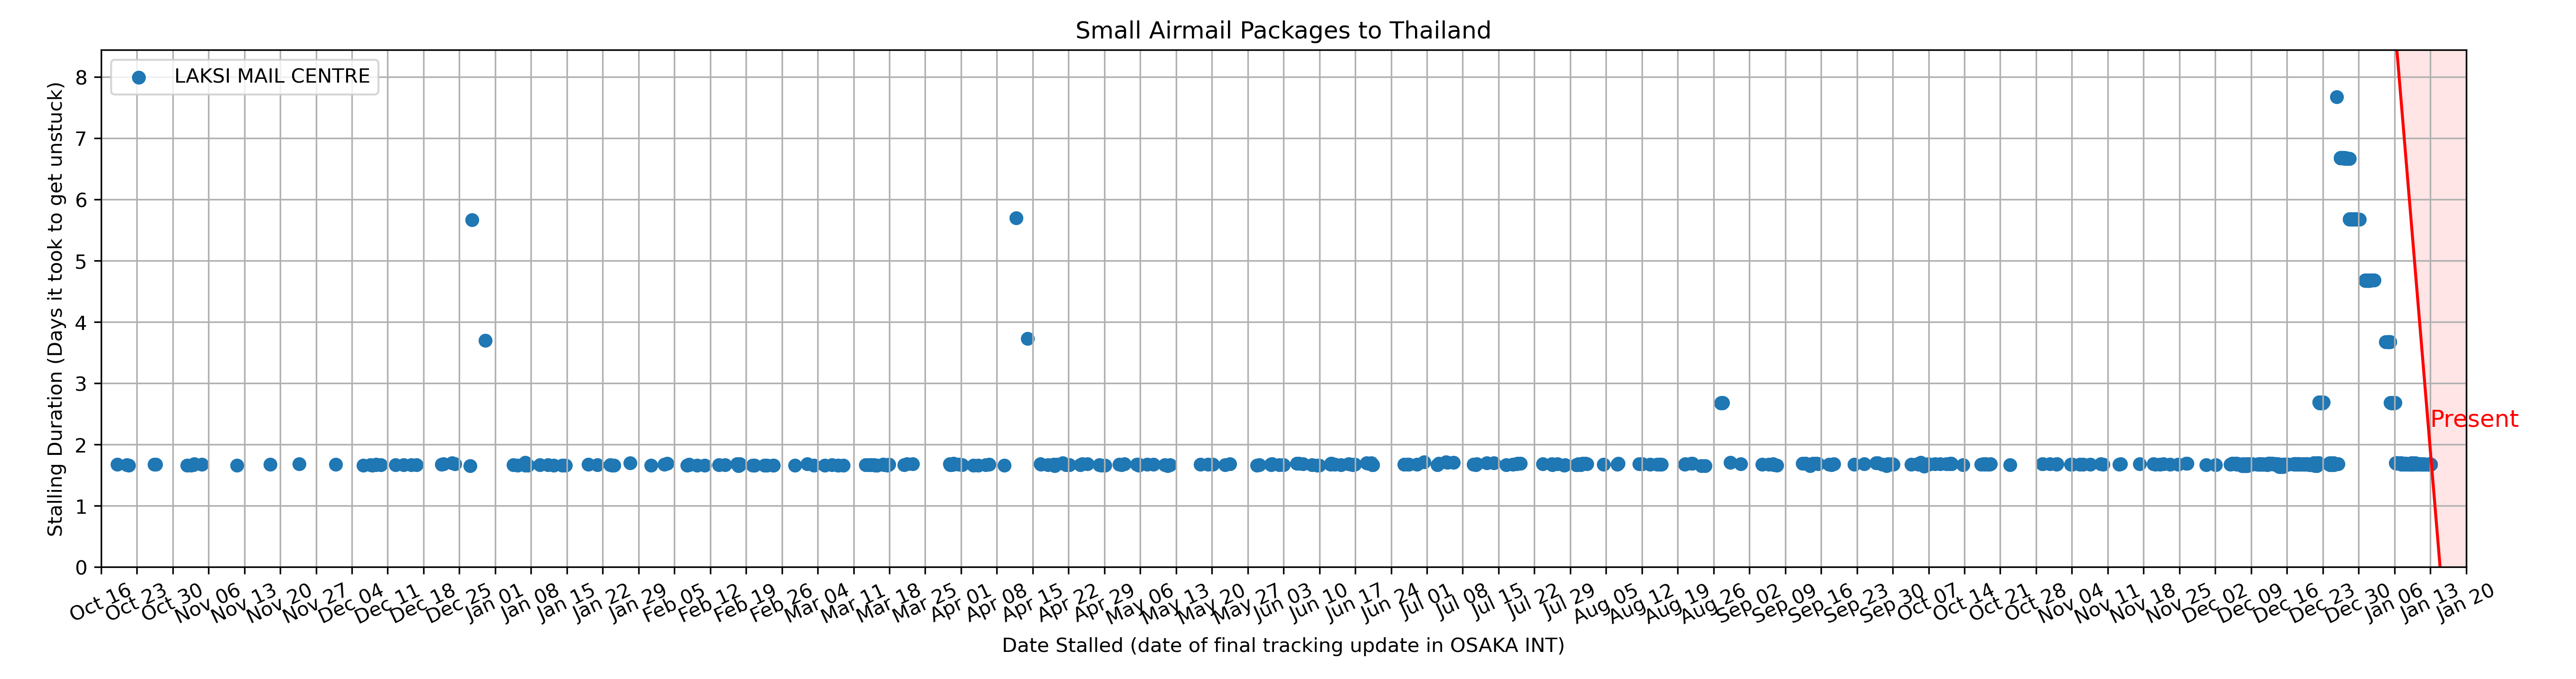 Small Airmail Packages to Thailand
LAKSI MAIL CENTRE
Stalling Duration (Days it took to get unstuck)
8
7
6
5
4
3
2
1
0
Present
Oct 16
Oct 23
Oct 30
Nov 06
Nov 13
Nov 20
Nov 27
Dec 04
Dec 11
Dec 18
Dec 25
Jan 01
Jan 08
Jan 15
Jan 22
Jan 29
Feb 05
Feb 12
Feb 19
Feb 26
Mar 04
Mar 11
Mar 18
Mar 25
Apr 01
Apr 08
Apr 15
Apr 22
Apr 29
May 06
May 13
May 20
May 27
Jun 03
Jun 10
Jun 17
Jun 24
Jul 01
Jul 08
Jul 15
Jul 22
Jul 29
Aug 05
Aug 12
Aug 19
Aug 26
Sep 02
Sep 09
Sep 16
Sep 23
Sep 30
Oct 07
Oct 14
Oct 21
Oct 28
Nov 04
Nov 11
Nov 18
Nov 25
Dec 02
Dec 09
Dec 16
Dec 23
Dec 30
Jan 06
Jan 13
Jan 20
Date Stalled (date of final tracking update in OSAKA INT)